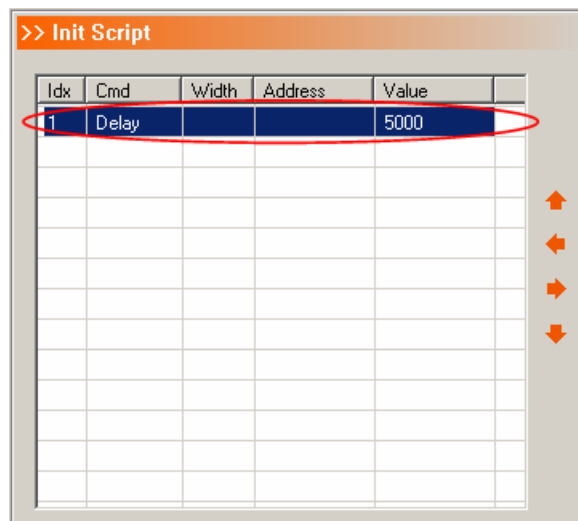 >> Init Script
Idx Cmd Width Address Value
1 Delay 5000